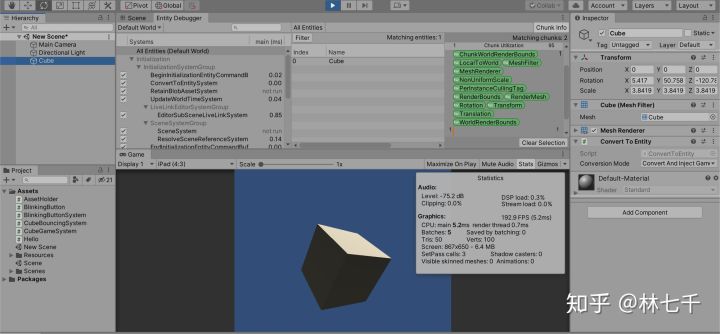 Pivot
Global
Collab
Account
Layers
Layout
Hierarchy
All
New Scene*
Main Camera
Directional Light
Cube
Project
Assets
AssetHolder
BlinkingButton
BlinkingButtonSystem
CubeBouncingSystem
CubeGameSystem
Hello
New Scene
Resources
Scene
Scenes
Packages
21
Scene
Entity Debugger
Default World
Systems
main (ms)
All Entities (Default World)
Initialization
InitializationSystemGroup
BeginInitializationEntityCommandB 0.02
ConvertToEntitySystem 0.00
RetainBlobAssetSystem not run
UpdateWorldTimeSystem 0.04
LiveLinkEditorSystemGroup
EditorSubSceneLiveLinkSystem 0.85
SceneSystemGroup
SceneSystem not run
ResolveSceneReferenceSystem 0.14
EndInitializationEntityCommandBuf 0.00
All Entities
Chunk Info
Filter
Matching entities: 1
Matching chunks: 2
Index
Name
0
Cube
Chunk Utilization
1
95
ChunkWorldRenderBounds
LocalToWorld
MeshFilter
MeshRenderer
NonUniformScale
PerInstanceCullingTag
RenderBounds
RenderMesh
Rotation
Transform
Translation
WorldRenderBounds
1
1
Clear Selection
Game
Display 1
iPad (4:3)
Scale
1x
Maximize On Play
Mute Audio
Stats
Gizmos
Statistics
Audio:
Level: -75.2 dB
DSP load: 0.3%
Clipping: 0.0%
Stream load: 0.0%
Graphics:
192.9 FPS (5.2ms)
CPU: main 5.2ms render thread 0.7ms
Batches: 5
Saved by batching: 0
Tris: 50
Verts: 100
Screen: 867x650 - 6.4 MB
SetPass calls: 3
Shadow casters: 0
Visible skinned meshes: 0 Animations: 0
Inspector
Cube
Static
Tag
Untagged
Layer
Default
Transform
Position
X 0
Y 0
Z 0
Rotation
X 5.417
Y 50.758
Z -120.78
Scale
X 3.8419
Y 3.8419
Z 3.8419
Cube (Mesh Filter)
Mesh
Cube
Mesh Renderer
Convert To Entity
Script
ConvertToEntity
Conversion Mode
Convert And Inject Gam
Default-Material
Shader
Standard
Add Component
知乎 @林七千